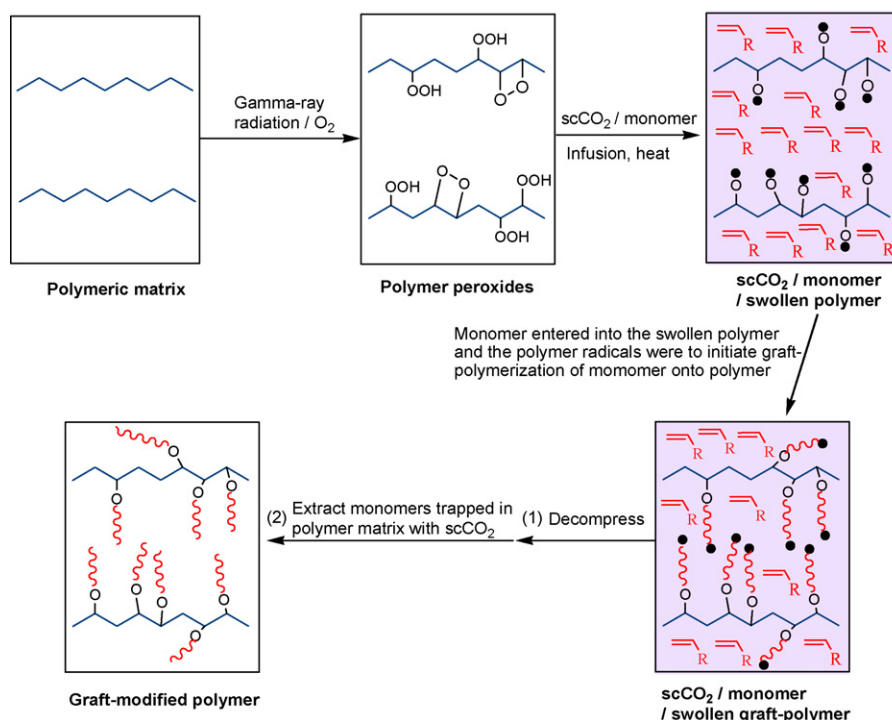 Polymeric matrix
Gamma-ray
radiation / O2
OOH
OOH
OOH
O
O
O
O
OOH
OOH
OOH
Polymer peroxides
scCO2 / monomer
Infusion, heat
R
R
R
O
O
O
O
R
R
R
R
R
R
R
O
O
O
R
O
O
R
R
R
R
scCO2 / monomer
/ swollen polymer
Monomer entered into the swollen polymer
and the polymer radicals were to initiate graft-
polymerization of momomer onto polymer
R
R
R
R
O
O
O
O
R
R
O
O
O
R
O
O
R
R
R
scCO2 / monomer
/ swollen graft-polymer
(1) Decompress
(2) Extract monomers trapped in
polymer matrix with scCO2
O
O
O
O
O
O
O
O
O
Graft-modified polymer